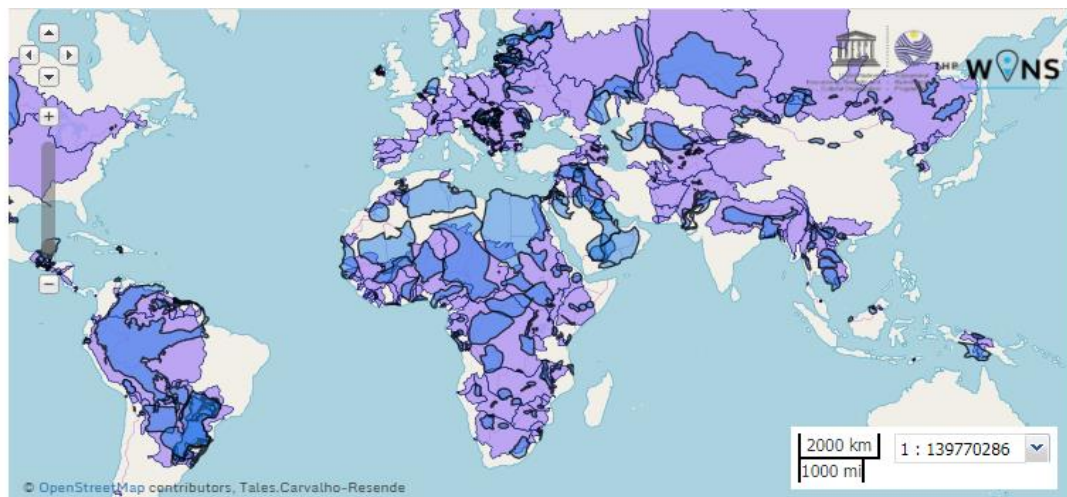 IHP
WINS
2000 km
1000 mi
1 : 139770286
© OpenStreetMap contributors, Tales.Carvalho-Resende